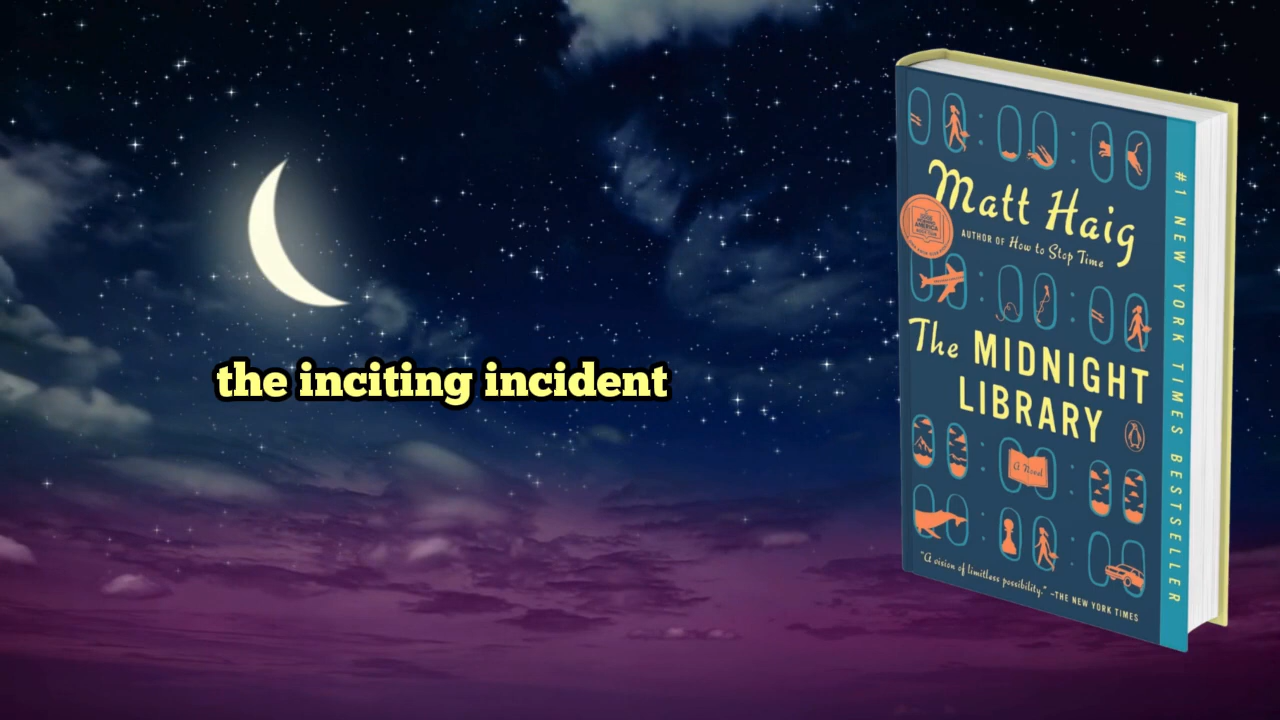 the inciting incident
Matt Haig
AUTHOR OF How to Stop Time
The MIDNIGHT
LIBRARY
A Novel
"A vision of limitless possibility." —THE NEW YORK TIMES
#1 NEW YORK TIMES BESTSELLER